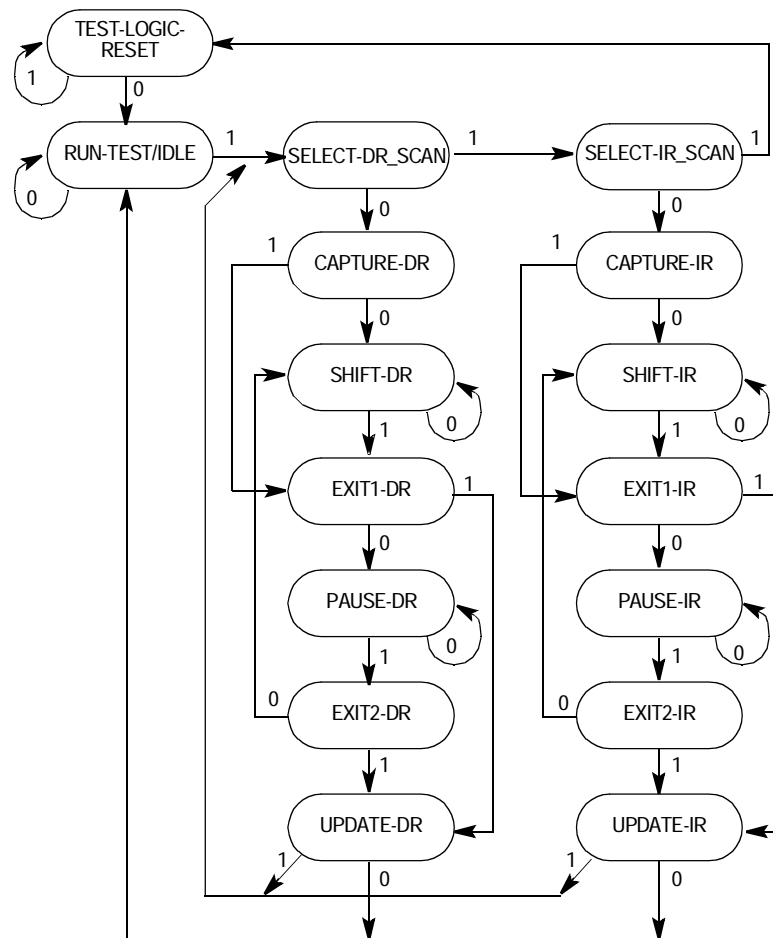 TEST-LOGIC-
RESET
1
0
RUN-TEST/IDLE
1
SELECT-DR_SCAN
1
SELECT-IR_SCAN
1
0
0
0
1
CAPTURE-DR
1
CAPTURE-IR
0
0
SHIFT-DR
SHIFT-IR
0
0
1
1
EXIT1-DR
1
EXIT1-IR
1
0
0
PAUSE-DR
PAUSE-IR
0
0
1
1
0
EXIT2-DR
0
EXIT2-IR
1
1
UPDATE-DR
UPDATE-IR
1
0
1
0